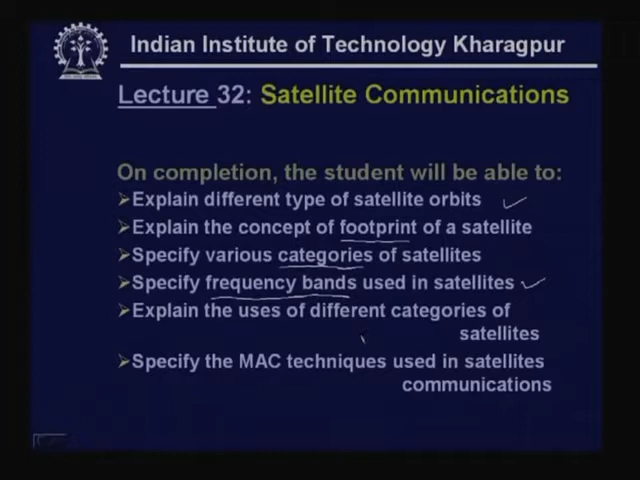 Indian Institute of Technology Kharagpur
Lecture 32: Satellite Communications
On completion, the student will be able to:
➢Explain different type of satellite orbits
➢Explain the concept of footprint of a satellite
➢Specify various categories of satellites
➢Specify frequency bands used in satellites
➢Explain the uses of different categories of
satellites
➢Specify the MAC techniques used in satellites
communications